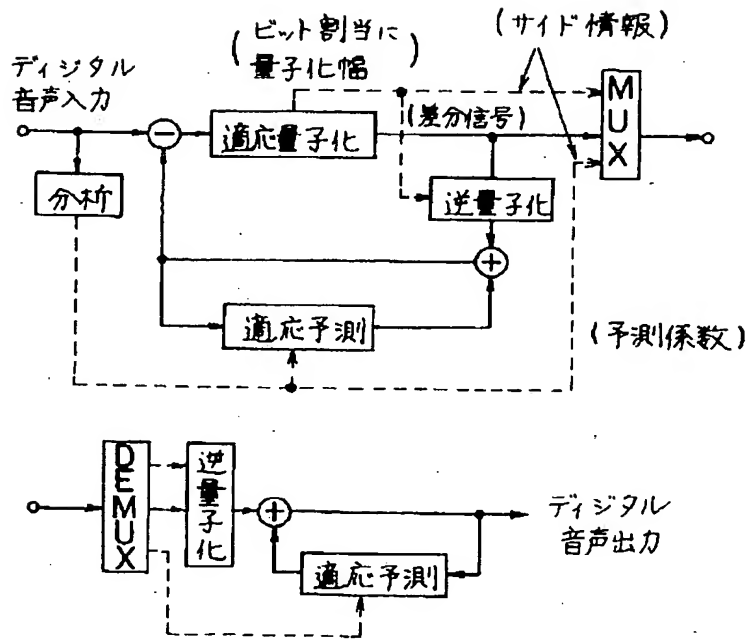 (ビット割当に
量子化幅)
(サイド情報)
ディジタル
音声入力
−
適応量子化
(差分信号)
MUX
分析
逆量子化
+
適応予測
(予測係数)
DEMUX
逆量子化
+
ディジタル
音声出力
適応予測